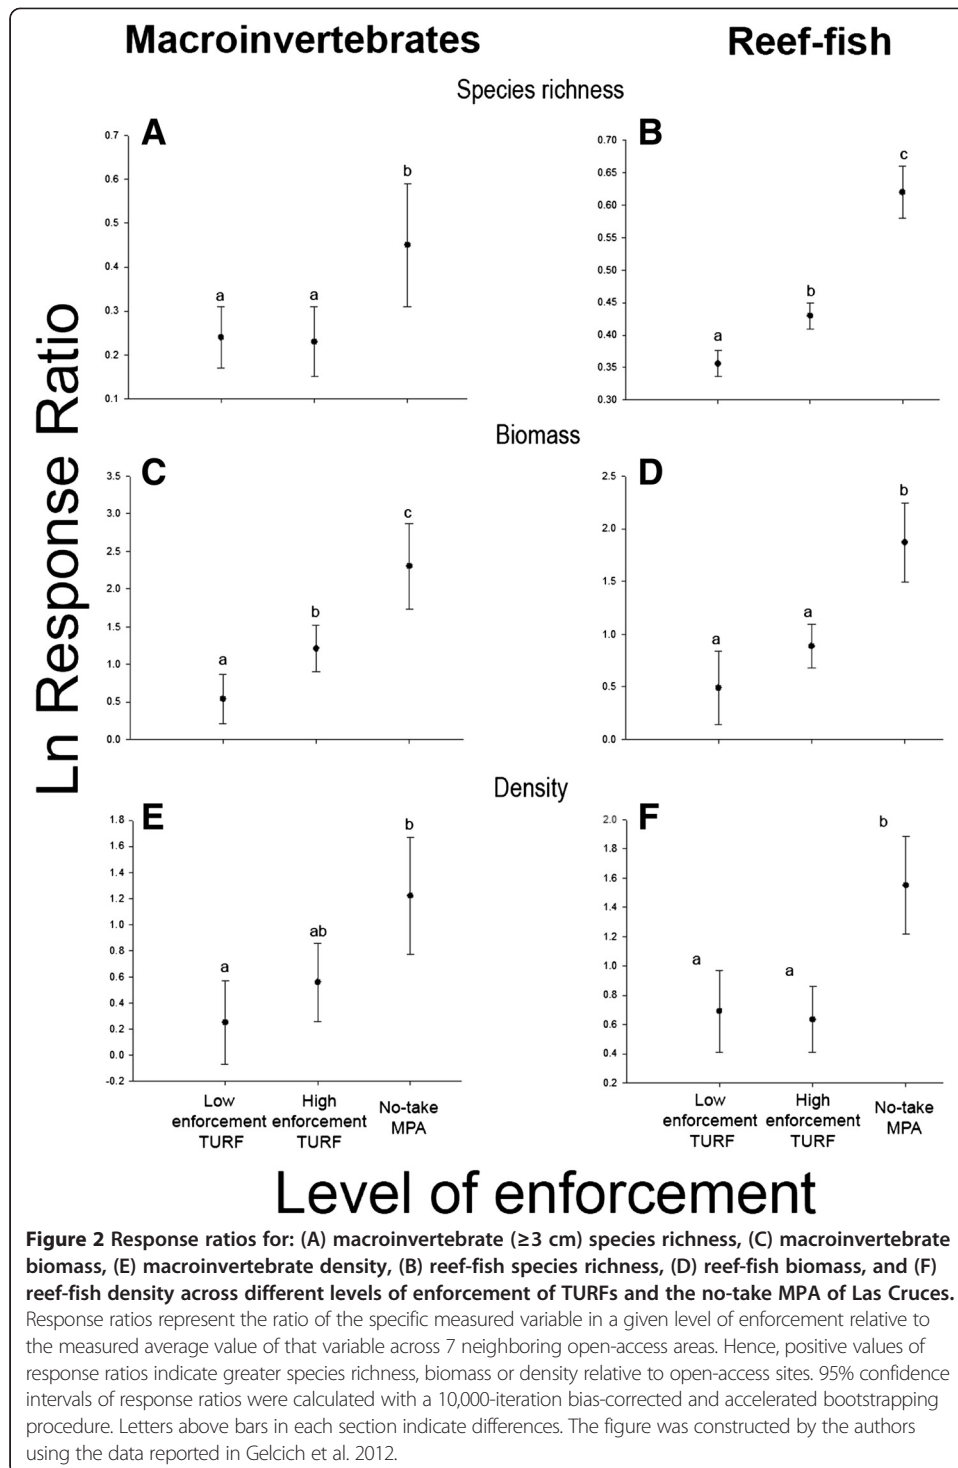 Macroinvertebrates
Reef-fish
Species richness
A
0.7
0.6
0.5
0.4
0.3
0.2
0.1
a
a
b
B
0.70
0.65
0.60
0.55
0.50
0.45
0.40
0.35
0.30
a
b
c
Biomass
C
3.5
3.0
2.5
2.0
1.5
1.0
0.5
0.0
a
b
c
D
2.5
2.0
1.5
1.0
0.5
0.0
a
a
b
Density
E
1.8
1.6
1.4
1.2
1.0
0.8
0.6
0.4
0.2
0.0
-0.2
a
ab
b
F
2.0
1.8
1.6
1.4
1.2
1.0
0.8
0.6
0.4
0.2
a
a
b
Ln Response Ratio
Low
enforcement
TURF
High
enforcement
TURF
No-take
MPA
Low
enforcement
TURF
High
enforcement
TURF
No-take
MPA
Level of enforcement
Figure 2 Response ratios for: (A) macroinvertebrate (≥3 cm) species richness, (C) macroinvertebrate
biomass, (E) macroinvertebrate density, (B) reef-fish species richness, (D) reef-fish biomass, and (F)
reef-fish density across different levels of enforcement of TURFs and the no-take MPA of Las Cruces.
Response ratios represent the ratio of the specific measured variable in a given level of enforcement relative to
the measured average value of that variable across 7 neighboring open-access areas. Hence, positive values of
response ratios indicate greater species richness, biomass or density relative to open-access sites. 95% confidence
intervals of response ratios were calculated with a 10,000-iteration bias-corrected and accelerated bootstrapping
procedure. Letters above bars in each section indicate differences. The figure was constructed by the authors
using the data reported in Gelcich et al. 2012.